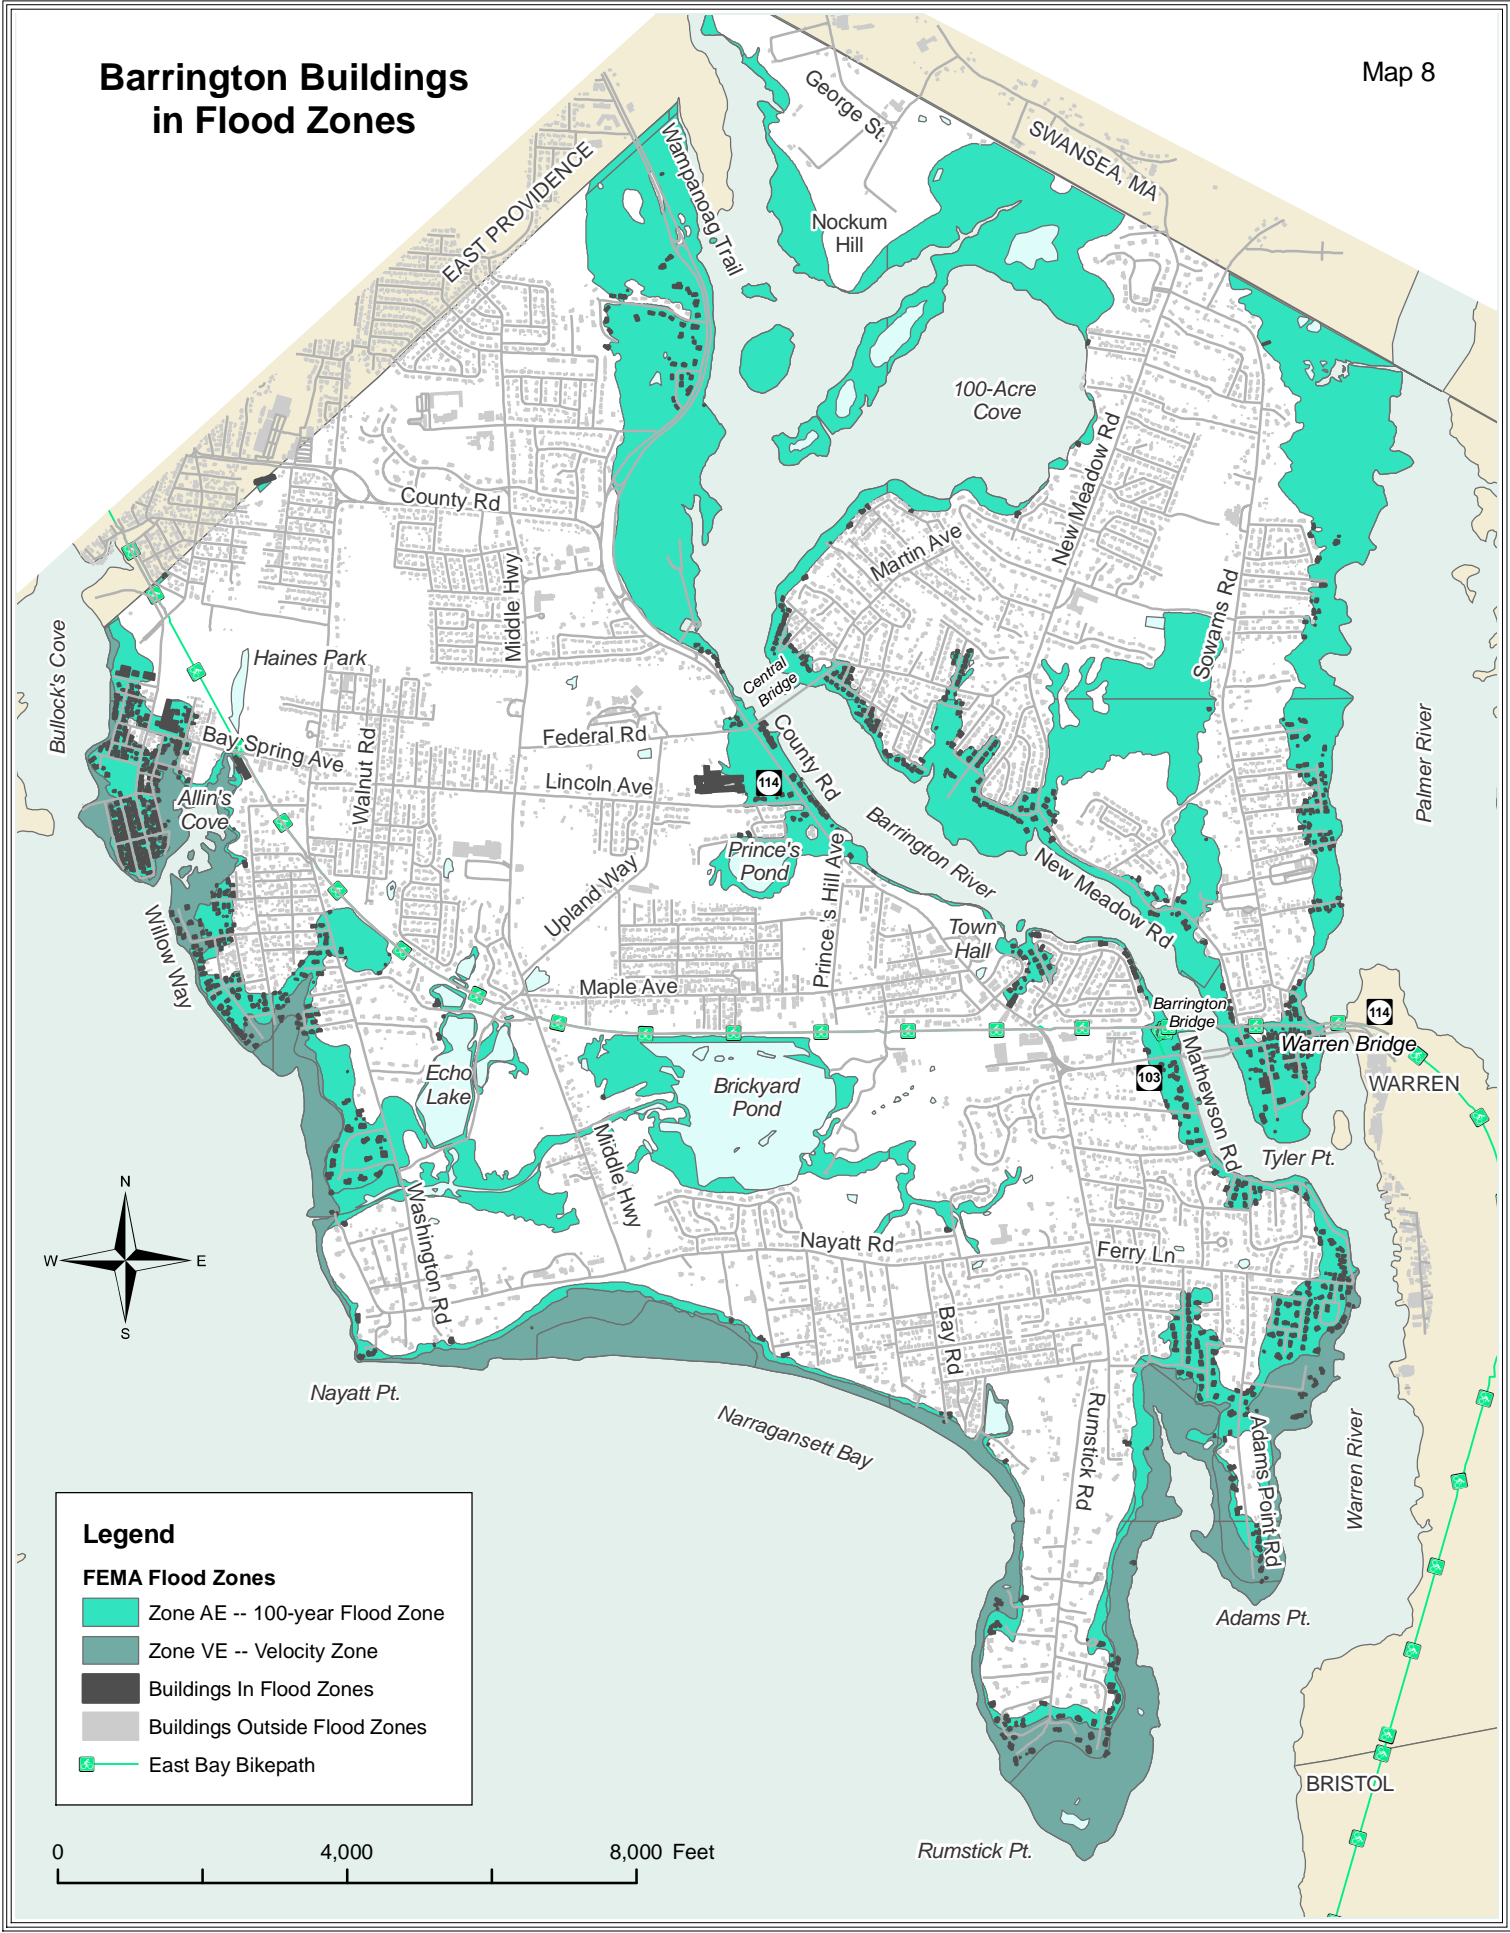 Barrington Buildings
in Flood Zones
Map 8
George St.
SWANSEA, MA
EAST PROVIDENCE
Wampanoag Trail
Nockum
Hill
100-Acre
Cove
New Meadow Rd
County Rd
Martin Ave
Middle Hwy
Sowams Rd
Bullock's Cove
Haines Park
Central
Bridge
Palmer River
Bay Spring Ave
Walnut Rd
Federal Rd
County Rd
Lincoln Ave
114
Allin's
Cove
Barrington River
Prince's
Pond
Prince's Hill Ave
New Meadow Rd
Upland Way
Willow Way
Town
Hall
Maple Ave
Barrington
Bridge
114
Warren Bridge
Echo
Lake
Brickyard
Pond
103
Mathewson Rd
WARREN
Middle Hwy
Tyler Pt.
Washington Rd
N
W
E
S
Nayatt Rd
Ferry Ln
Bay Rd
Nayatt Pt.
Narragansett Bay
Rumstick Rd
Adams Point Rd
Warren River
Legend
FEMA Flood Zones
Zone AE -- 100-year Flood Zone
Zone VE -- Velocity Zone
Buildings In Flood Zones
Buildings Outside Flood Zones
East Bay Bikepath
Adams Pt.
BRISTOL
Rumstick Pt.
0
4,000
8,000 Feet